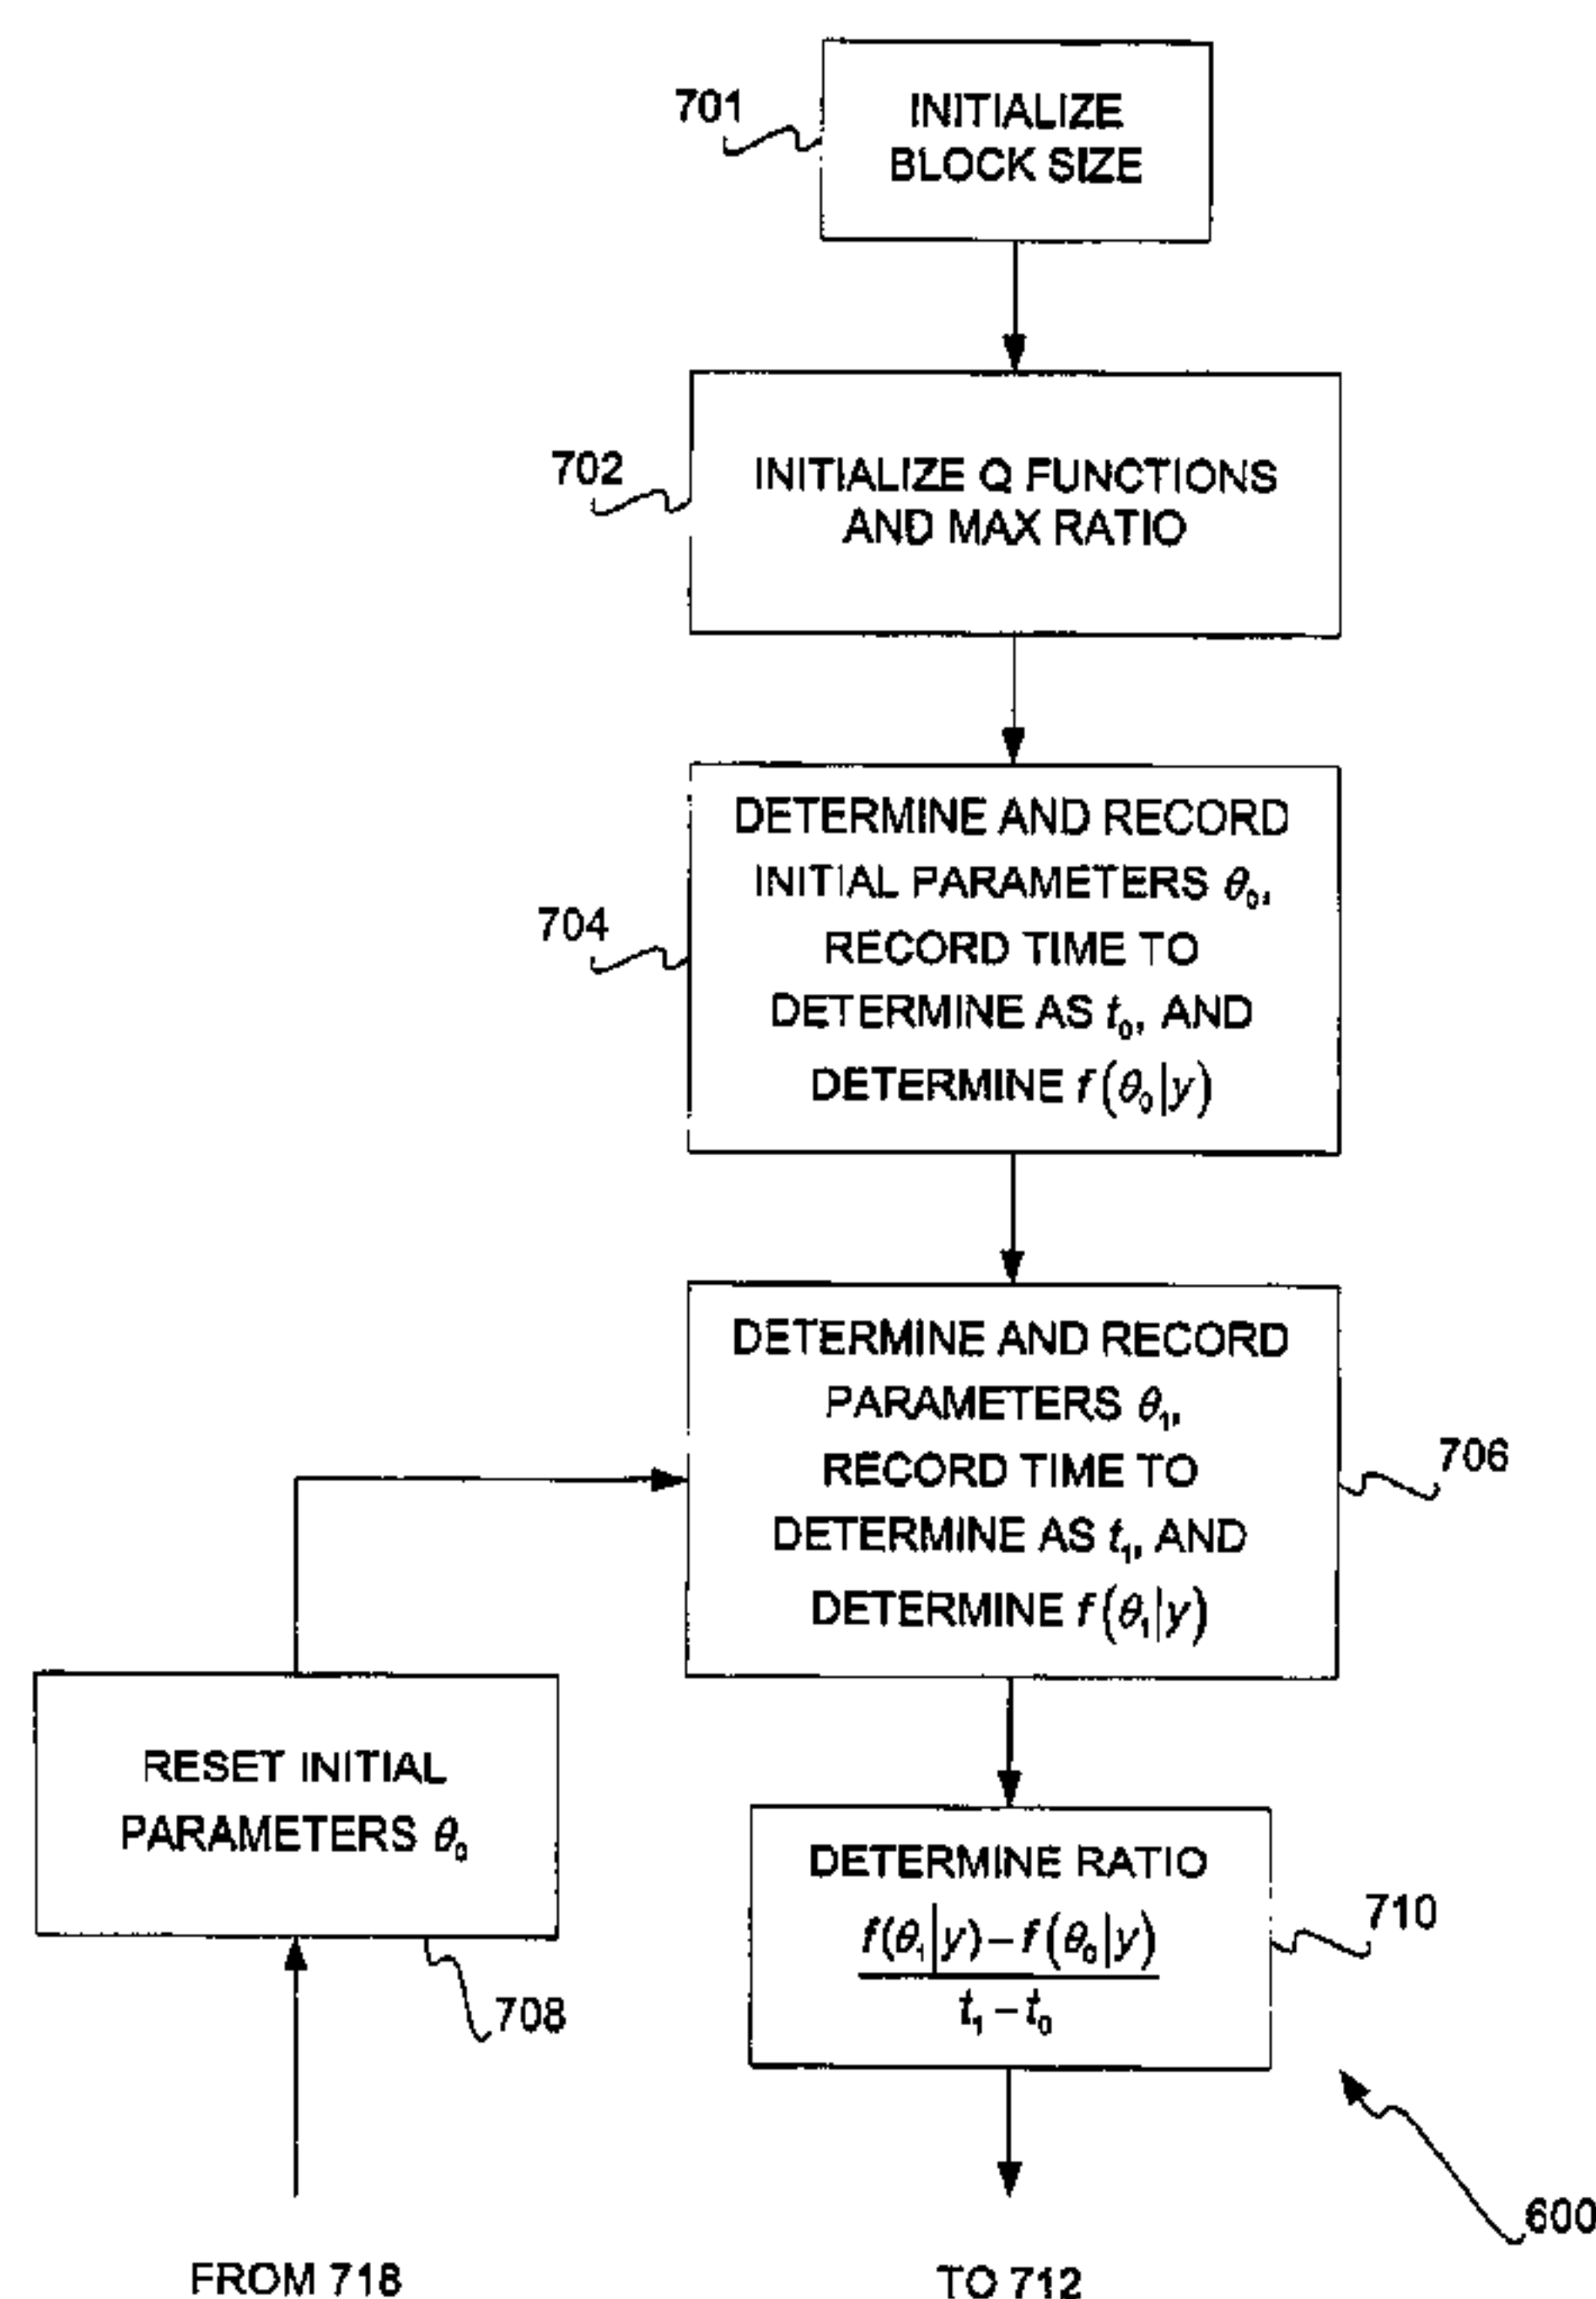 701
INITIALIZE
BLOCK SIZE
702
INITIALIZE Q FUNCTIONS
AND MAX RATIO
704
DETERMINE AND RECORD
INITIAL PARAMETERS θ₀,
RECORD TIME TO
DETERMINE AS t₀, AND
DETERMINE f(θ₀|y)
706
DETERMINE AND RECORD
PARAMETERS θ₁,
RECORD TIME TO
DETERMINE AS t₁, AND
DETERMINE f(θ₁|y)
708
RESET INITIAL
PARAMETERS θ₀
710
DETERMINE RATIO
f(θ₁|y) – f(θ₀|y)
t₁ – t₀
600
FROM 718
TO 712